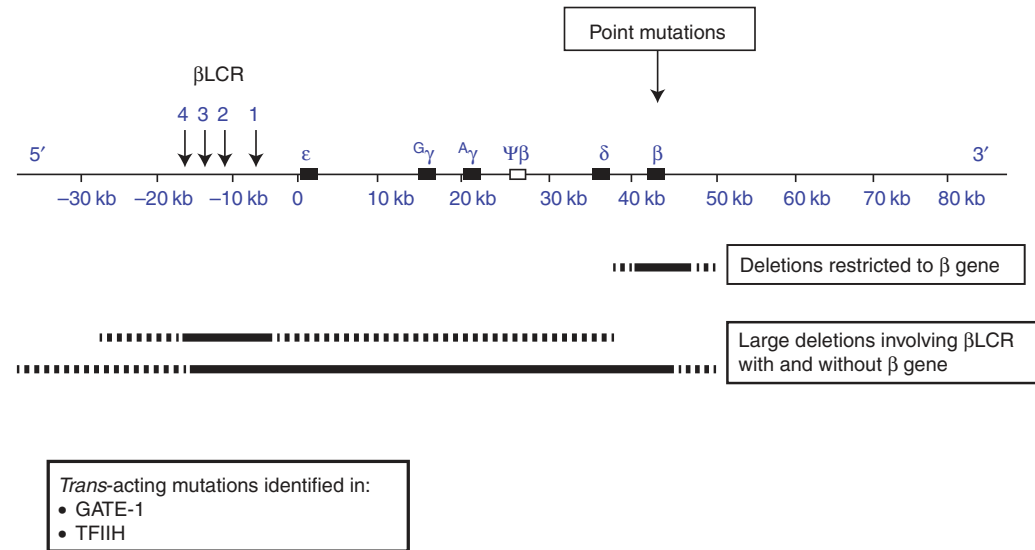 Point mutations
βLCR
4 3 2 1
5′ ε Gγ Aγ Ψβ δ β 3′
–30 kb –20 kb –10 kb 0 10 kb 20 kb 30 kb 40 kb 50 kb 60 kb 70 kb 80 kb
Deletions restricted to β gene
Large deletions involving βLCR
with and without β gene
Trans-acting mutations identified in:
• GATE-1
• TFIIH